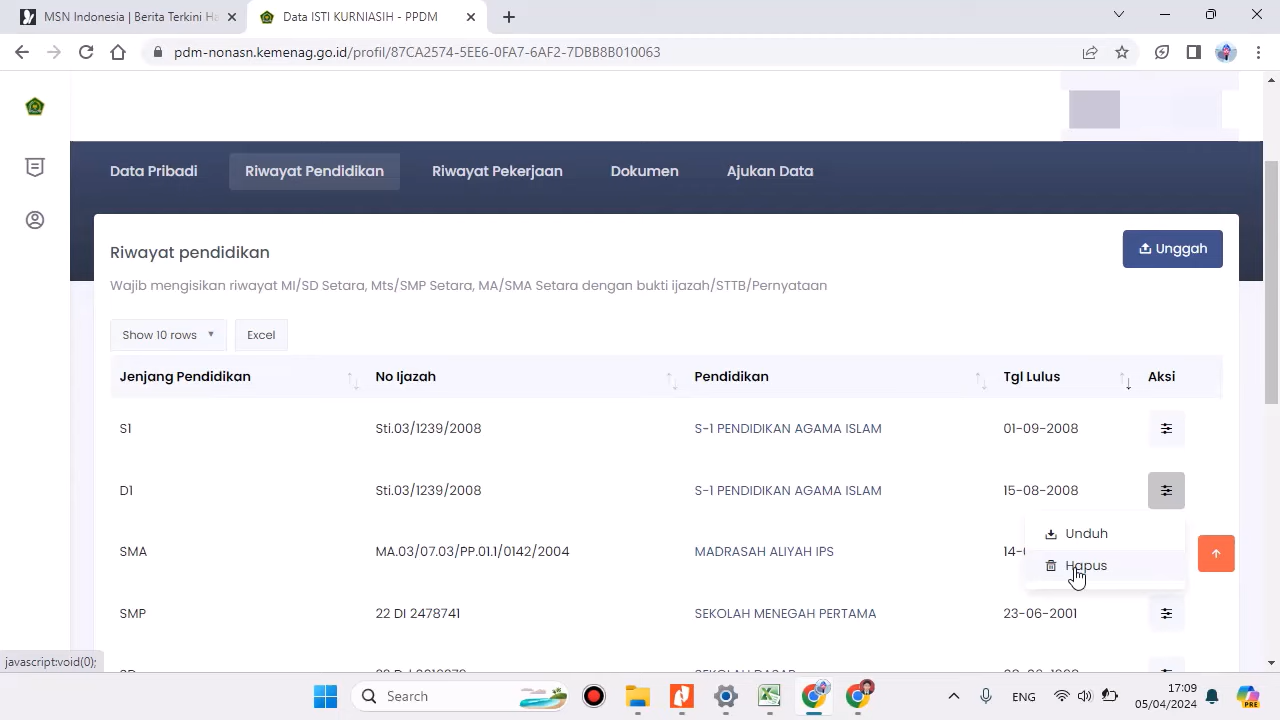 MSN Indonesia | Berita Terkini Ha
Data ISTI KURNIASIH - PPDM
pdm-nonasn.kemenag.go.id/profil/87CA2574-5EE6-0FA7-6AF2-7DBB8B010063
Data Pribadi Riwayat Pendidikan Riwayat Pekerjaan Dokumen Ajukan Data
Riwayat pendidikan
Unggah
Wajib mengisikan riwayat MI/SD Setara, Mts/SMP Setara, MA/SMA Setara dengan bukti ijazah/STTB/Pernyataan
Show 10 rows Excel
Jenjang Pendidikan No Ijazah Pendidikan Tgl Lulus Aksi
S1 Sti.03/1239/2008 S-1 PENDIDIKAN AGAMA ISLAM 01-09-2008
D1 Sti.03/1239/2008 S-1 PENDIDIKAN AGAMA ISLAM 15-08-2008
Unduh
SMA MA.03/07.03/PP.01.1/0142/2004 MADRASAH ALIYAH IPS 14-
Hapus
SMP 22 DI 2478741 SEKOLAH MENEGAH PERTAMA 23-06-2001
javascript:void(0);
Search
ENG
17:09
05/04/2024
PRE